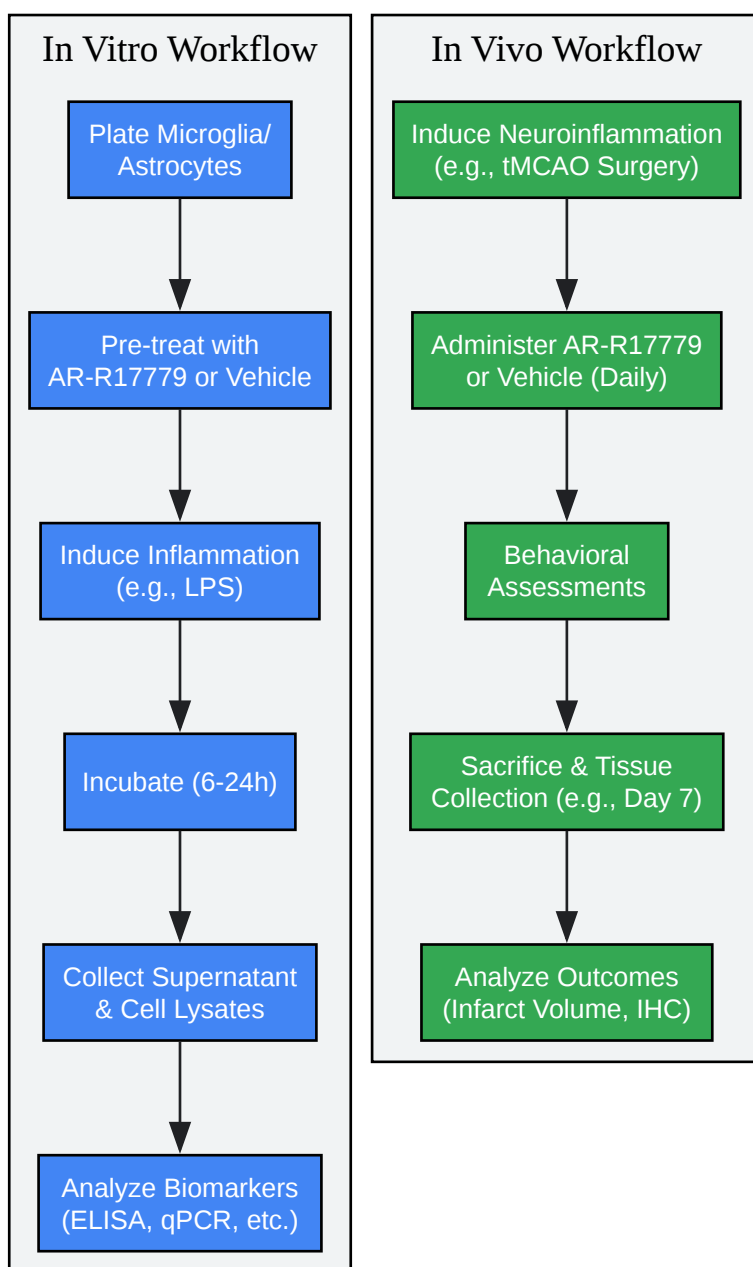 In Vitro Workflow
Plate Microglia/
Astrocytes
Pre-treat with
AR-R17779 or Vehicle
Induce Inflammation
(e.g., LPS)
Incubate (6-24h)
Collect Supernatant
& Cell Lysates
Analyze Biomarkers
(ELISA, qPCR, etc.)
In Vivo Workflow
Induce Neuroinflammation
(e.g., tMCAO Surgery)
Administer AR-R17779
or Vehicle (Daily)
Behavioral
Assessments
Sacrifice & Tissue
Collection (e.g., Day 7)
Analyze Outcomes
(Infarct Volume, IHC)